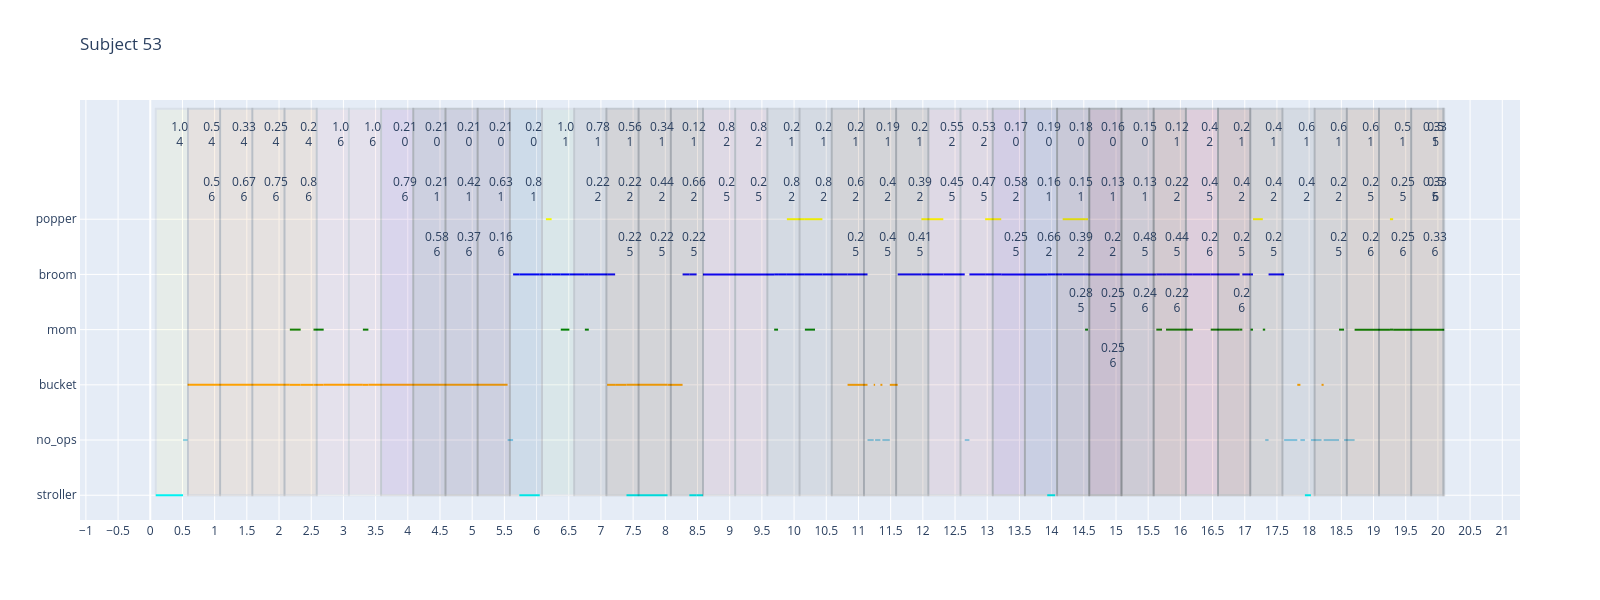 Subject 53
1.0 0.5 0.33 0.25 0.2 1.0 1.0 0.21 0.21 0.21 0.21 0.2 1.0 0.78 0.56 0.34 0.12 0.8 0.8 0.2 0.2 0.2 0.19 0.2 0.55 0.53 0.17 0.19 0.18 0.16 0.15 0.12 0.4 0.2 0.4 0.6 0.6 0.6 0.5
4 4 4 4 4 6 6 0 0 0 0 0 1 1 1 1 1 2 2 1 1 1 1 1 2 2 0 0 0 0 0 1 2 1 1 1 1 1 1
0.5 0.67 0.75 0.8 0.79 0.21 0.42 0.63 0.8 0.22 0.22 0.44 0.66 0.2 0.2 0.8 0.8 0.6 0.4 0.39 0.45 0.47 0.58 0.16 0.15 0.13 0.13 0.22 0.4 0.4 0.4 0.4 0.2 0.2 0.25
6 6 6 6 6 1 1 1 1 2 2 2 2 5 5 2 2 2 2 2 5 5 1 1 1 1 1 2 5 2 2 2 2 5 5
popper
0.58 0.37 0.16 0.22 0.22 0.22 0.2 0.4 0.41 0.25 0.66 0.39 0.2 0.48 0.44 0.2 0.2 0.2 0.2 0.2 0.25 0.33
6 6 6 5 5 5 5 5 5 5 2 2 2 5 5 6 5 5 5 6 6 6
broom
0.28 0.25 0.24 0.22 0.2
5 5 6 6 6
mom
0.25
6
bucket
no_ops
stroller
−1 −0.5 0 0.5 1 1.5 2 2.5 3 3.5 4 4.5 5 5.5 6 6.5 7 7.5 8 8.5 9 9.5 10 10.5 11 11.5 12 12.5 13 13.5 14 14.5 15 15.5 16 16.5 17 17.5 18 18.5 19 19.5 20 20.5 21